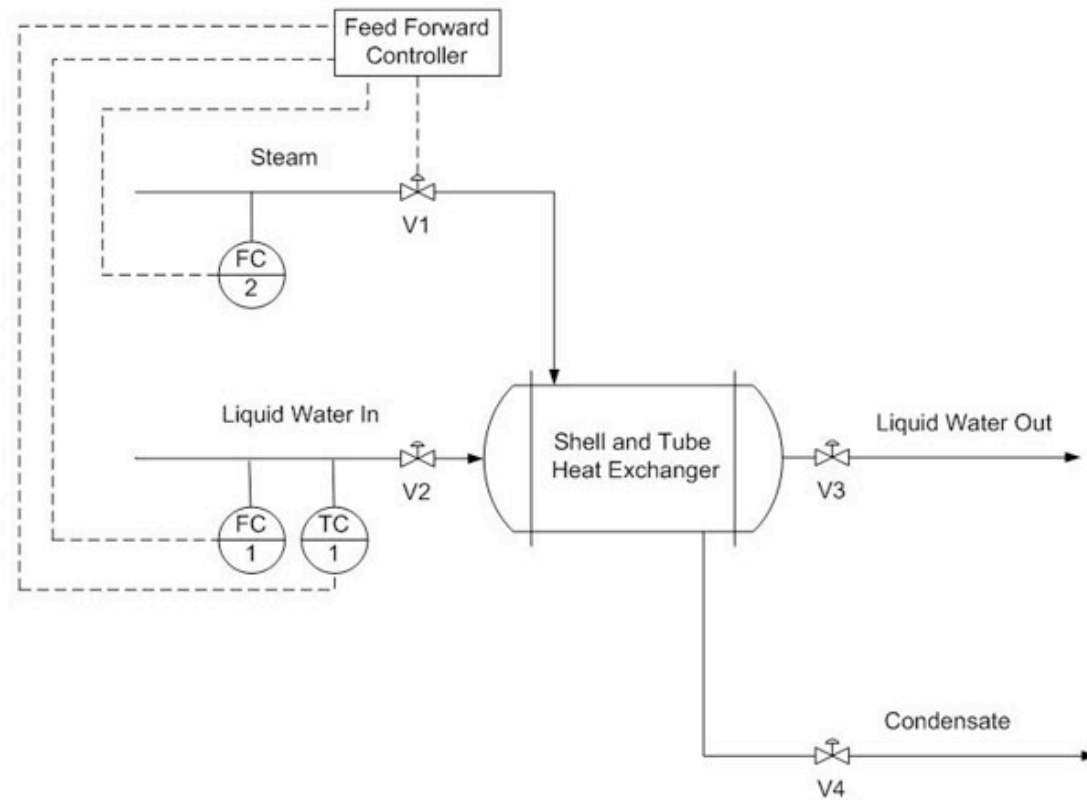 Feed Forward
Controller
Steam
V1
FC
2
Liquid Water In
V2
FC
1
TC
1
Shell and Tube
Heat Exchanger
Liquid Water Out
V3
Condensate
V4